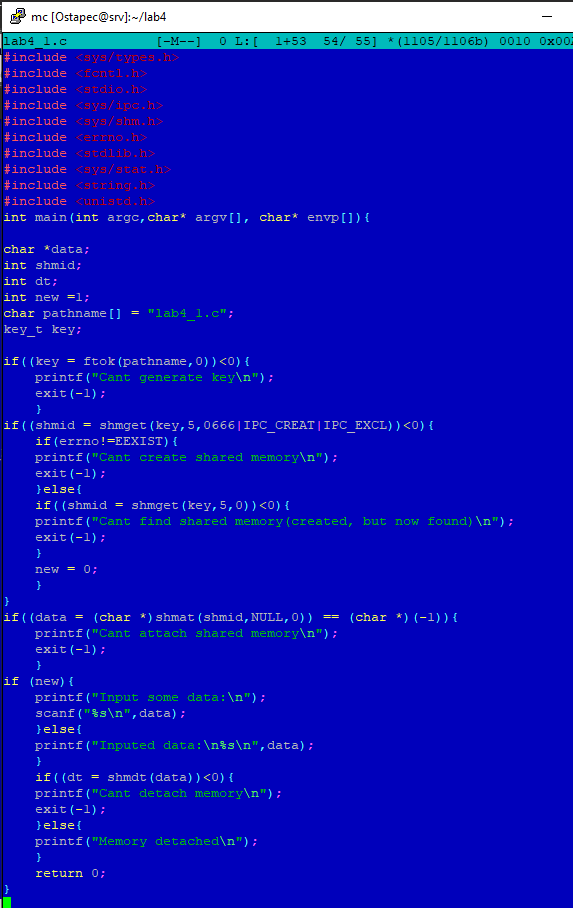 mc [Ostapec@srv]:~/lab4
lab4_1.c [-M--] 0 L:[ 1+53 54/ 55] *(1105/1106b) 0010 0x00
#include <sys/types.h>
#include <fcntl.h>
#include <stdio.h>
#include <sys/ipc.h>
#include <sys/shm.h>
#include <errno.h>
#include <stdlib.h>
#include <sys/stat.h>
#include <string.h>
#include <unistd.h>
int main(int argc,char* argv[], char* envp[]){
char *data;
int shmid;
int dt;
int new =1;
char pathname[] = "lab4_1.c";
key_t key;
if((key = ftok(pathname,0))<0){
printf("Cant generate key\n");
exit(-1);
}
if((shmid = shmget(key,5,0666|IPC_CREAT|IPC_EXCL))<0){
if(errno!=EEXIST){
printf("Cant create shared memory\n");
exit(-1);
}else{
if((shmid = shmget(key,5,0))<0){
printf("Cant find shared memory(created, but now found)\n");
exit(-1);
}
new = 0;
}
}
if((data = (char *)shmat(shmid,NULL,0)) == (char *)(-1)){
printf("Cant attach shared memory\n");
exit(-1);
}
if (new){
printf("Input some data:\n");
scanf("%s\n",data);
}else{
printf("Inputed data:\n%s\n",data);
}
if((dt = shmdt(data))<0){
printf("Cant detach memory\n");
exit(-1);
}else{
printf("Memory detached\n");
}
return 0;
}